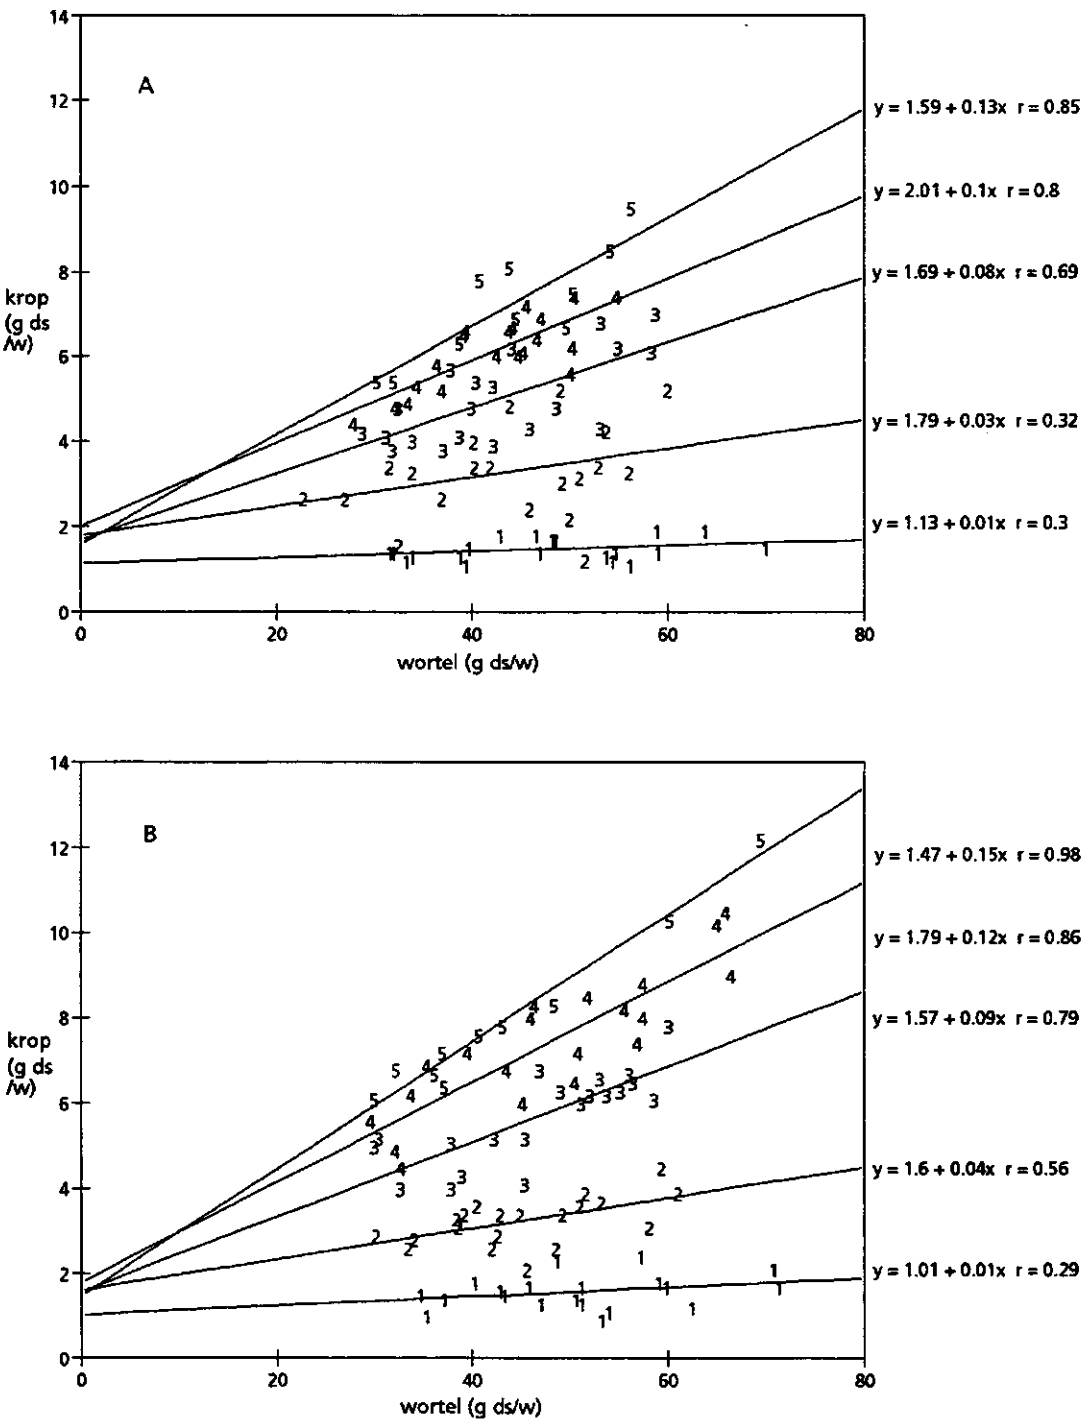 14
A
12
y = 1.59 + 0.13x r = 0.85
10
y = 2.01 + 0.1x r = 0.8
8
y = 1.69 + 0.08x r = 0.69
krop
(g ds
/w)
6
4
y = 1.79 + 0.03x r = 0.32
2
y = 1.13 + 0.01x r = 0.3
0
0 20 40 60 80
wortel (g ds/w)
14
B
12
y = 1.47 + 0.15x r = 0.98
10
y = 1.79 + 0.12x r = 0.86
8
y = 1.57 + 0.09x r = 0.79
krop
(g ds
/w)
6
4
y = 1.6 + 0.04x r = 0.56
2
y = 1.01 + 0.01x r = 0.29
0
0 20 40 60 80
wortel (g ds/w)